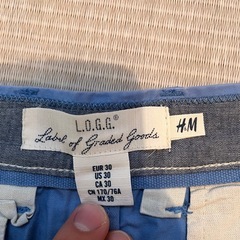 L.O.G.G.®
Label of Graded Goods
H&M
EUR 30
US 30
CA 30
CN 170/76A
MX 30